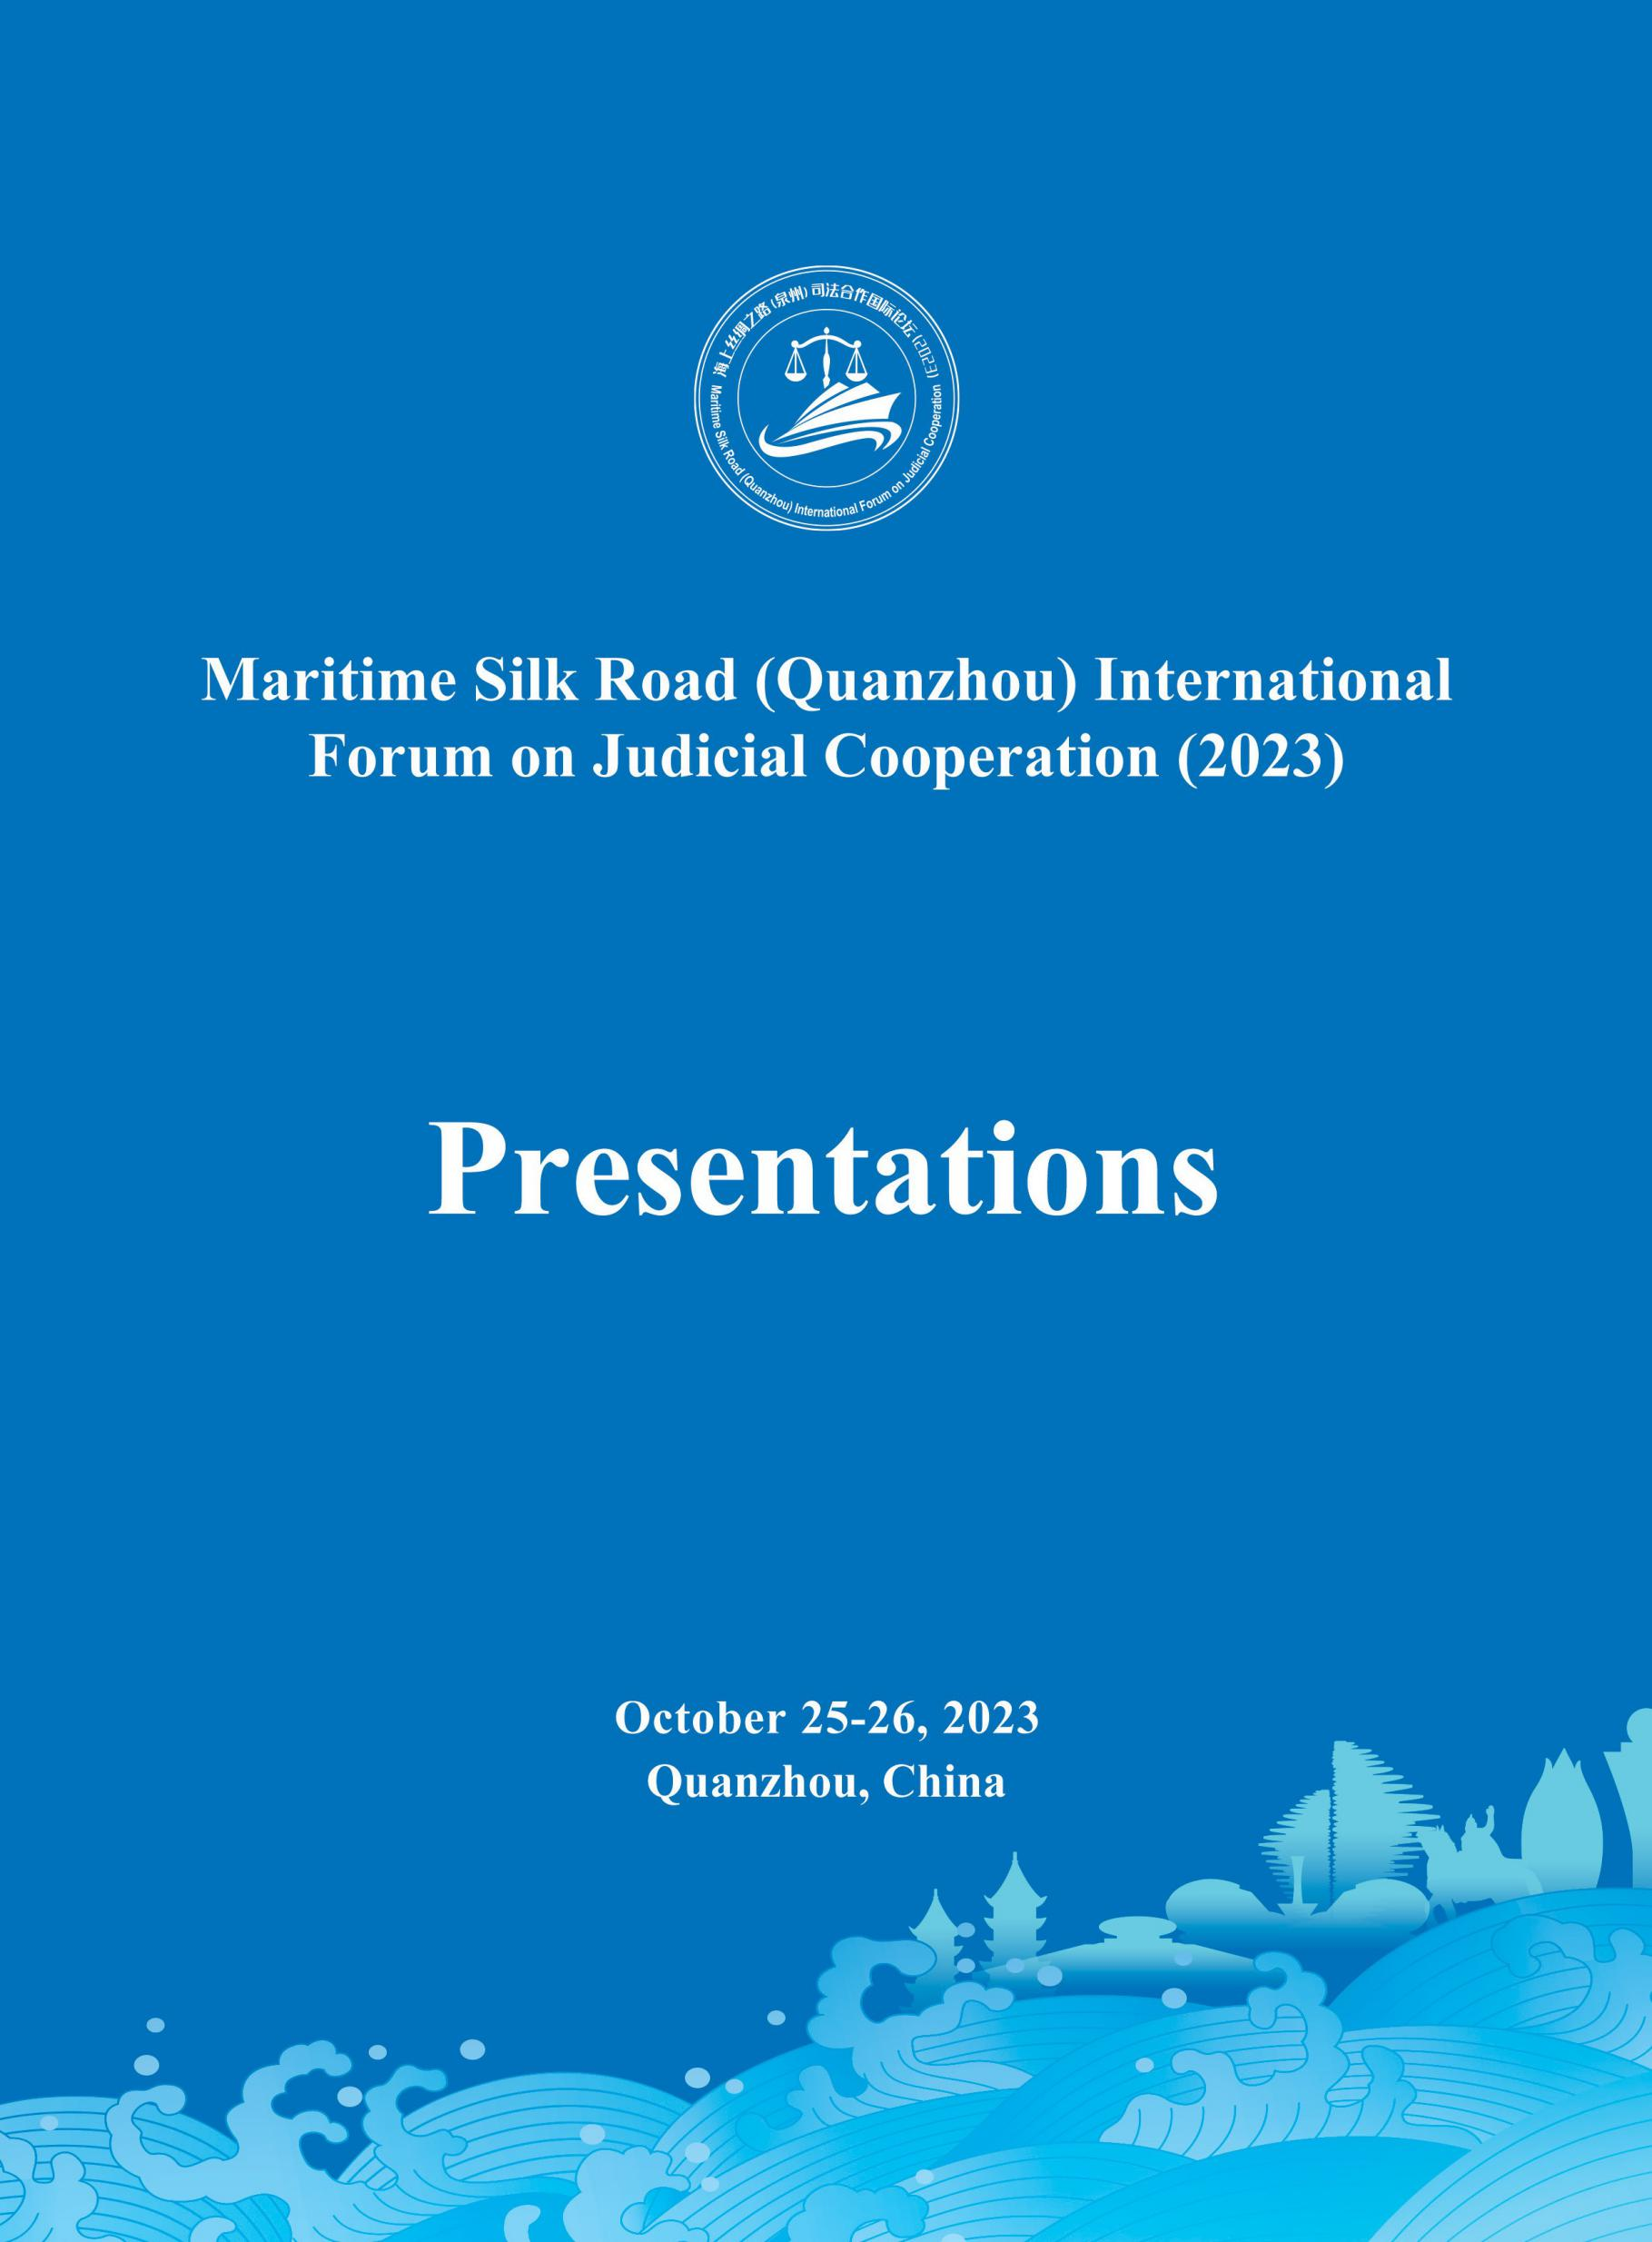 海上丝绸之路(泉州)司法合作国际论坛(2023)
Maritime Silk Road (Quanzhou) International Forum on Judicial Cooperation
Maritime Silk Road (Quanzhou) International
Forum on Judicial Cooperation (2023)
Presentations
October 25-26, 2023
Quanzhou, China